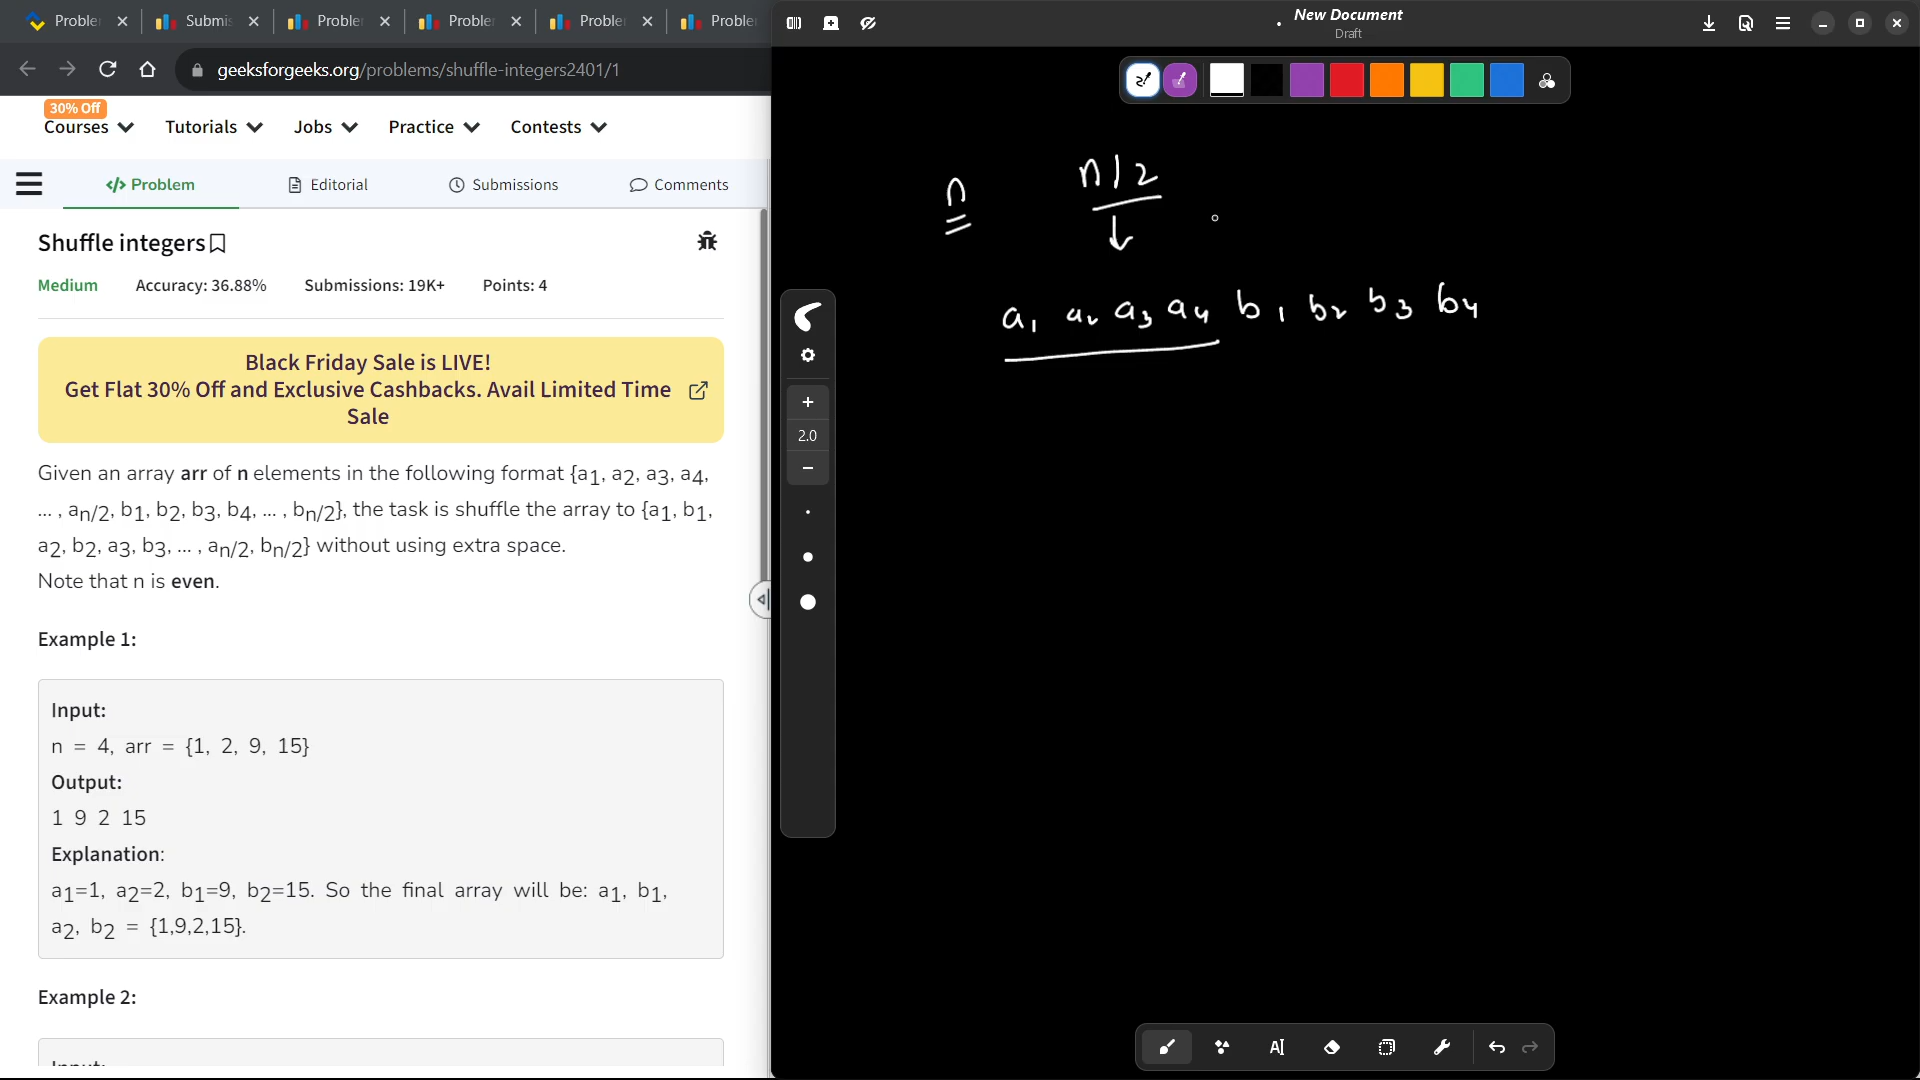 Proble
Submis
Proble
Proble
Proble
Proble
New Document
Draft
geeksforgeeks.org/problems/shuffle-integers2401/1
30% Off
Courses Tutorials Jobs Practice Contests
</> Problem Editorial Submissions Comments
Shuffle integers
Medium Accuracy: 36.88% Submissions: 19K+ Points: 4
Black Friday Sale is LIVE!
Get Flat 30% Off and Exclusive Cashbacks. Avail Limited Time
Sale
Given an array arr of n elements in the following format {a1, a2, a3, a4,
... , an/2, b1, b2, b3, b4, ... , bn/2}, the task is shuffle the array to {a1, b1,
a2, b2, a3, b3, ... , an/2, bn/2} without using extra space.
Note that n is even.
Example 1:
Input:
n = 4, arr = {1, 2, 9, 15}
Output:
1 9 2 15
Explanation:
a1=1, a2=2, b1=9, b2=15. So the final array will be: a1, b1,
a2, b2 = {1,9,2,15}.
Example 2:
n n/2
a1 a2 a3 a4 b1 b2 b3 b4
+
2.0
−
AI